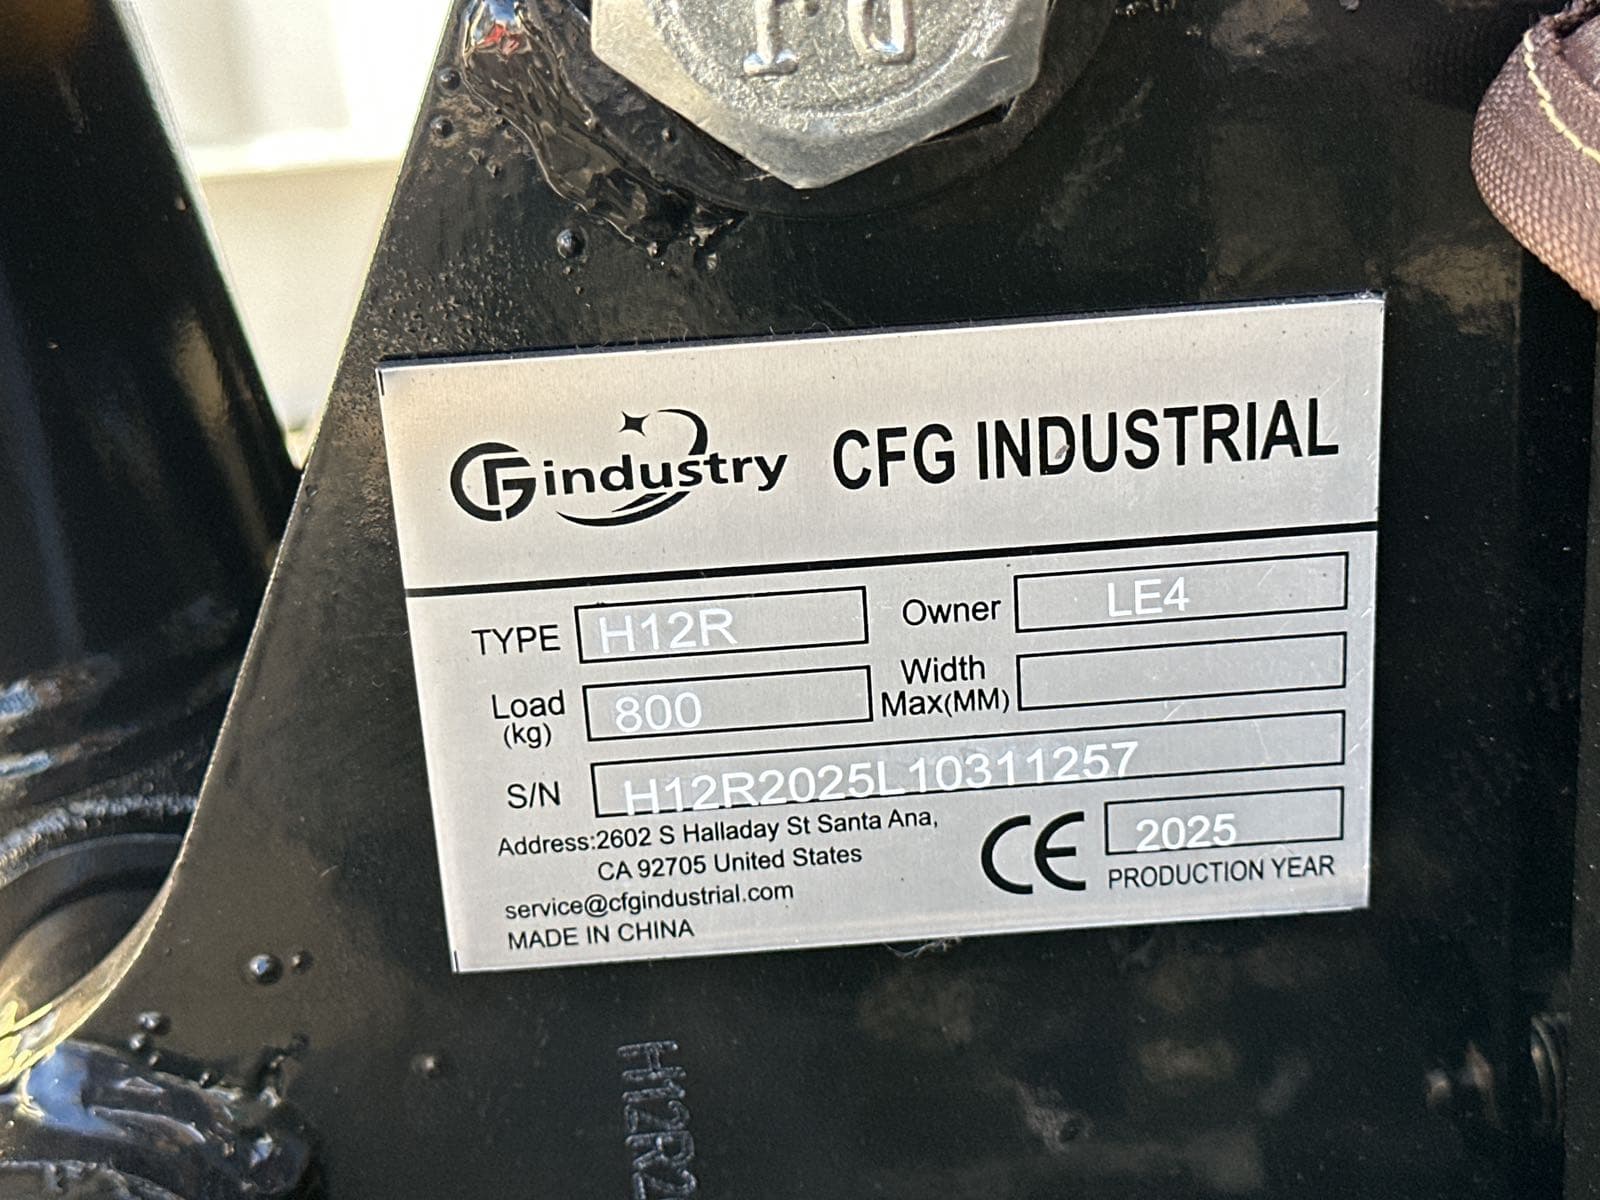 CFGindustry CFG INDUSTRIAL
TYPE H12R Owner LE4
Load (kg) 800 Width Max(MM)
S/N H12R2025L10311257
Address:2602 S Halladay St Santa Ana,
CA 92705 United States
service@cfgindustrial.com
MADE IN CHINA
CE 2025
PRODUCTION YEAR
H12R2